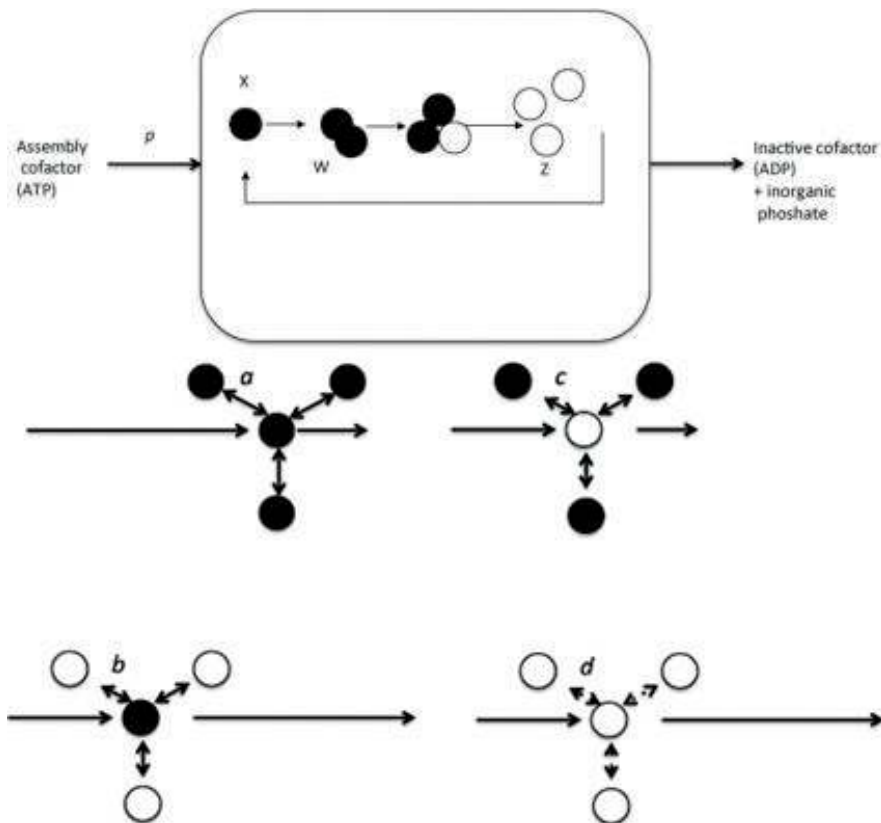 X
p
Assembly
cofactor
(ATP)
W
Z
Inactive cofactor
(ADP)
+ inorganic
phoshate
a
c
b
d